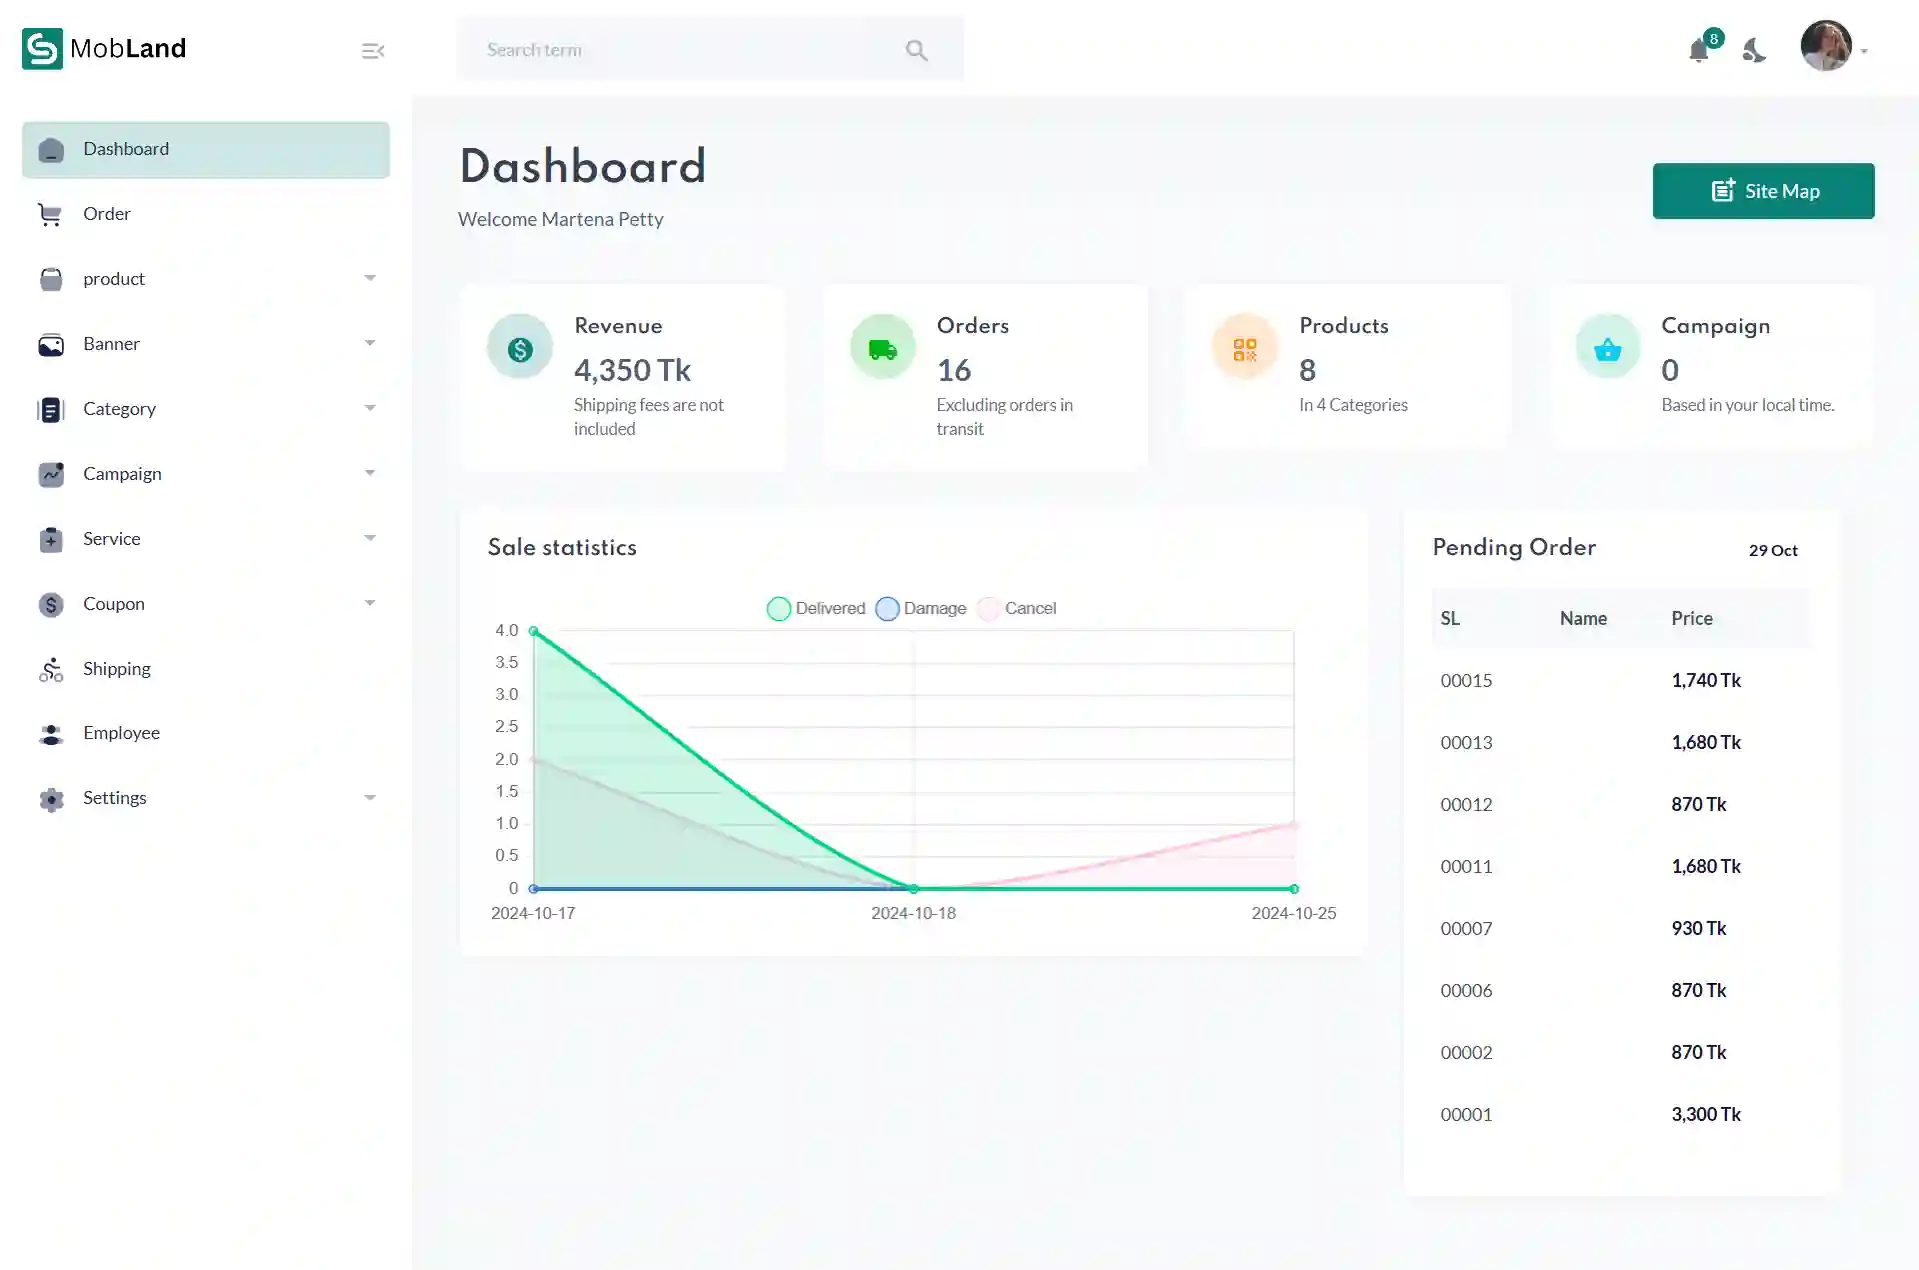 MobLand
Search term
8
Dashboard
Order
product
Banner
Category
Campaign
Service
Coupon
Shipping
Employee
Settings
Dashboard
Welcome Martena Petty
Site Map
Revenue
4,350 Tk
Shipping fees are not
included
Orders
16
Excluding orders in
transit
Products
8
In 4 Categories
Campaign
0
Based in your local time.
Sale statistics
Delivered Damage Cancel
4.0
3.5
3.0
2.5
2.0
1.5
1.0
0.5
0
2024-10-17 2024-10-18 2024-10-25
Pending Order 29 Oct
SL Name Price
00015 1,740 Tk
00013 1,680 Tk
00012 870 Tk
00011 1,680 Tk
00007 930 Tk
00006 870 Tk
00002 870 Tk
00001 3,300 Tk